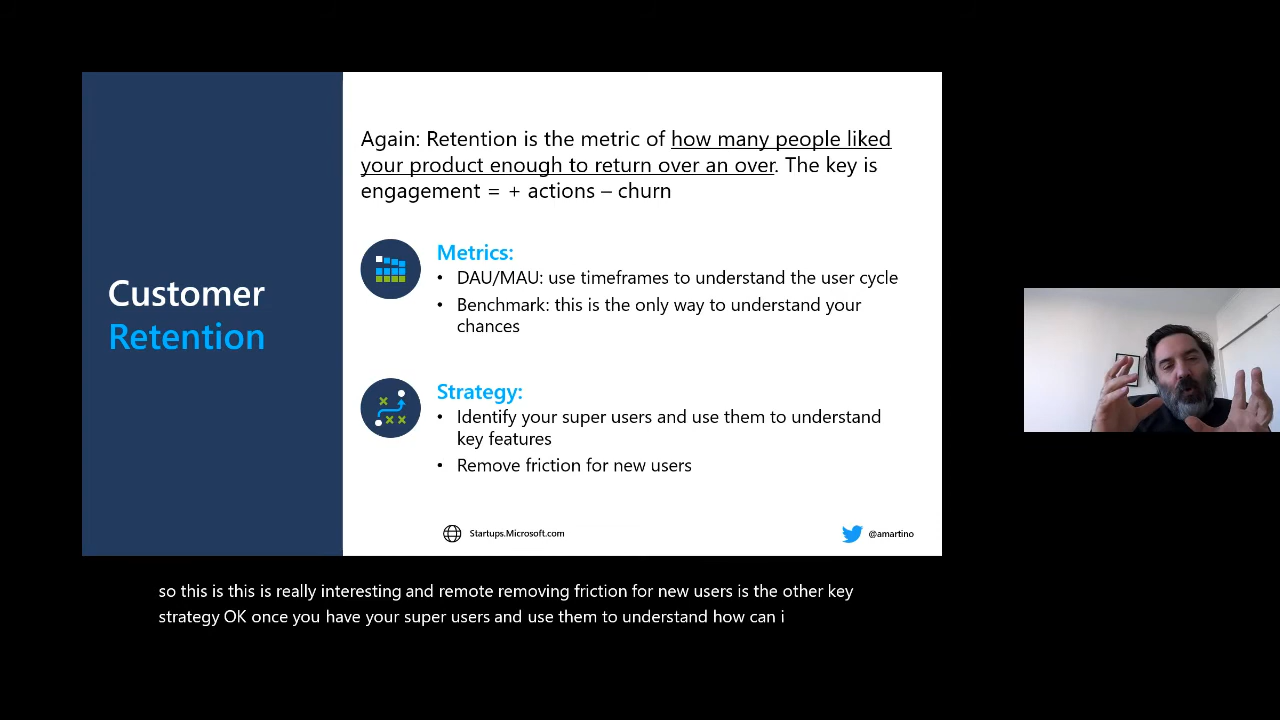 Customer
Retention
Again: Retention is the metric of how many people liked
your product enough to return over an over. The key is
engagement = + actions – churn
Metrics:
• DAU/MAU: use timeframes to understand the user cycle
• Benchmark: this is the only way to understand your
chances
Strategy:
• Identify your super users and use them to understand
key features
• Remove friction for new users
Startups.Microsoft.com
@amartino
so this is this is really interesting and remote removing friction for new users is the other key
strategy OK once you have your super users and use them to understand how can i